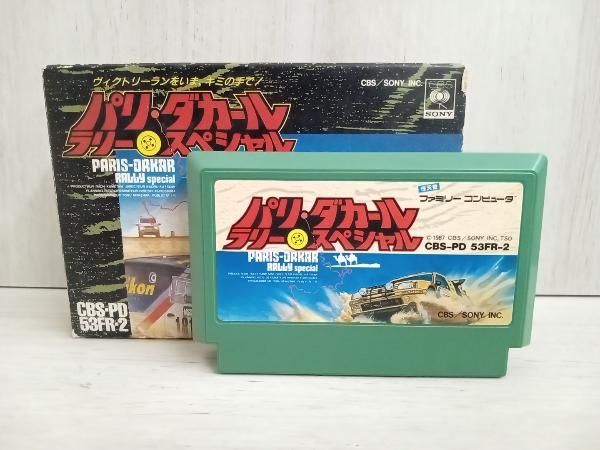 ヴィクトリーランをいま、キミの手で!
CBS/SONY INC.
SONY
パリ・ダカール
ラリー・スペシャル
PARIS-DAKAR
RALLY special
CBS-PD
53FR-2
ファミリー コンピュータ
パリ・ダカール
ラリー・スペシャル
© 1987 CBS/SONY INC, TSO
CBS-PD 53FR-2
PARIS-DAKAR
RALLY special
CBS/SONY INC.